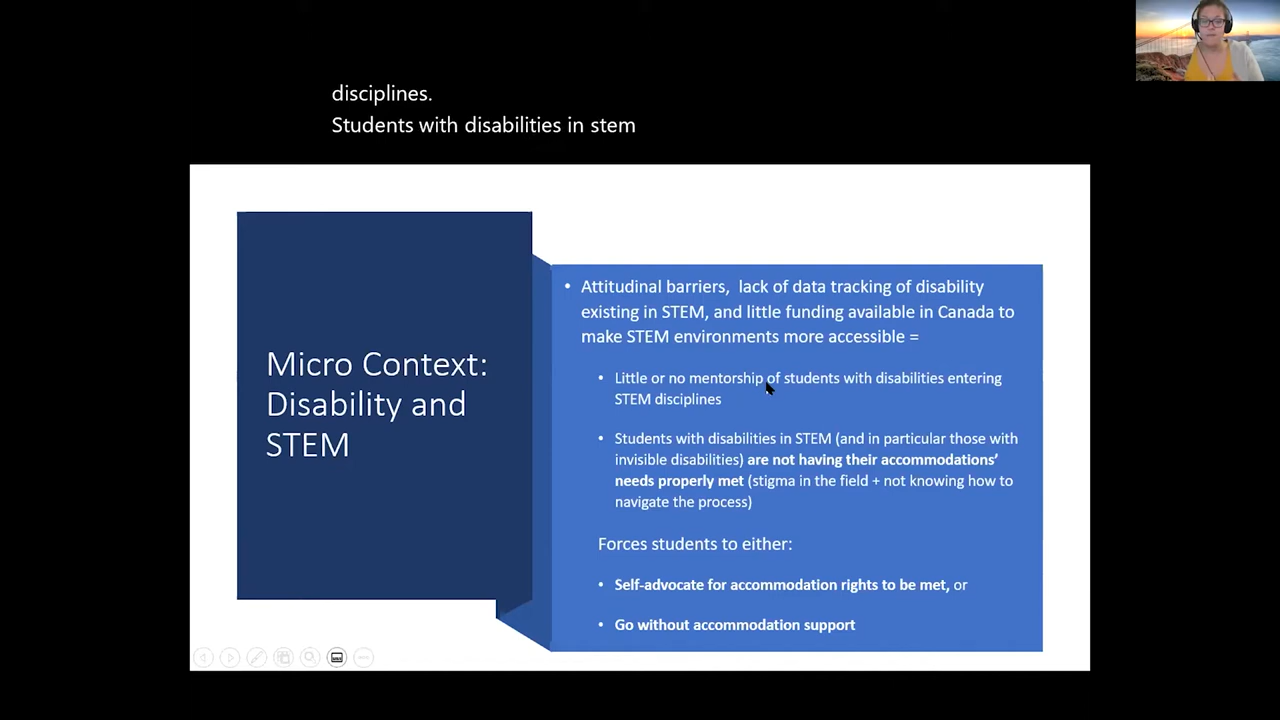 disciplines.
Students with disabilities in stem
Micro Context:
Disability and
STEM
• Attitudinal barriers, lack of data tracking of disability
existing in STEM, and little funding available in Canada to
make STEM environments more accessible =
• Little or no mentorship of students with disabilities entering
STEM disciplines
• Students with disabilities in STEM (and in particular those with
invisible disabilities) are not having their accommodations’
needs properly met (stigma in the field + not knowing how to
navigate the process)
Forces students to either:
• Self-advocate for accommodation rights to be met, or
• Go without accommodation support